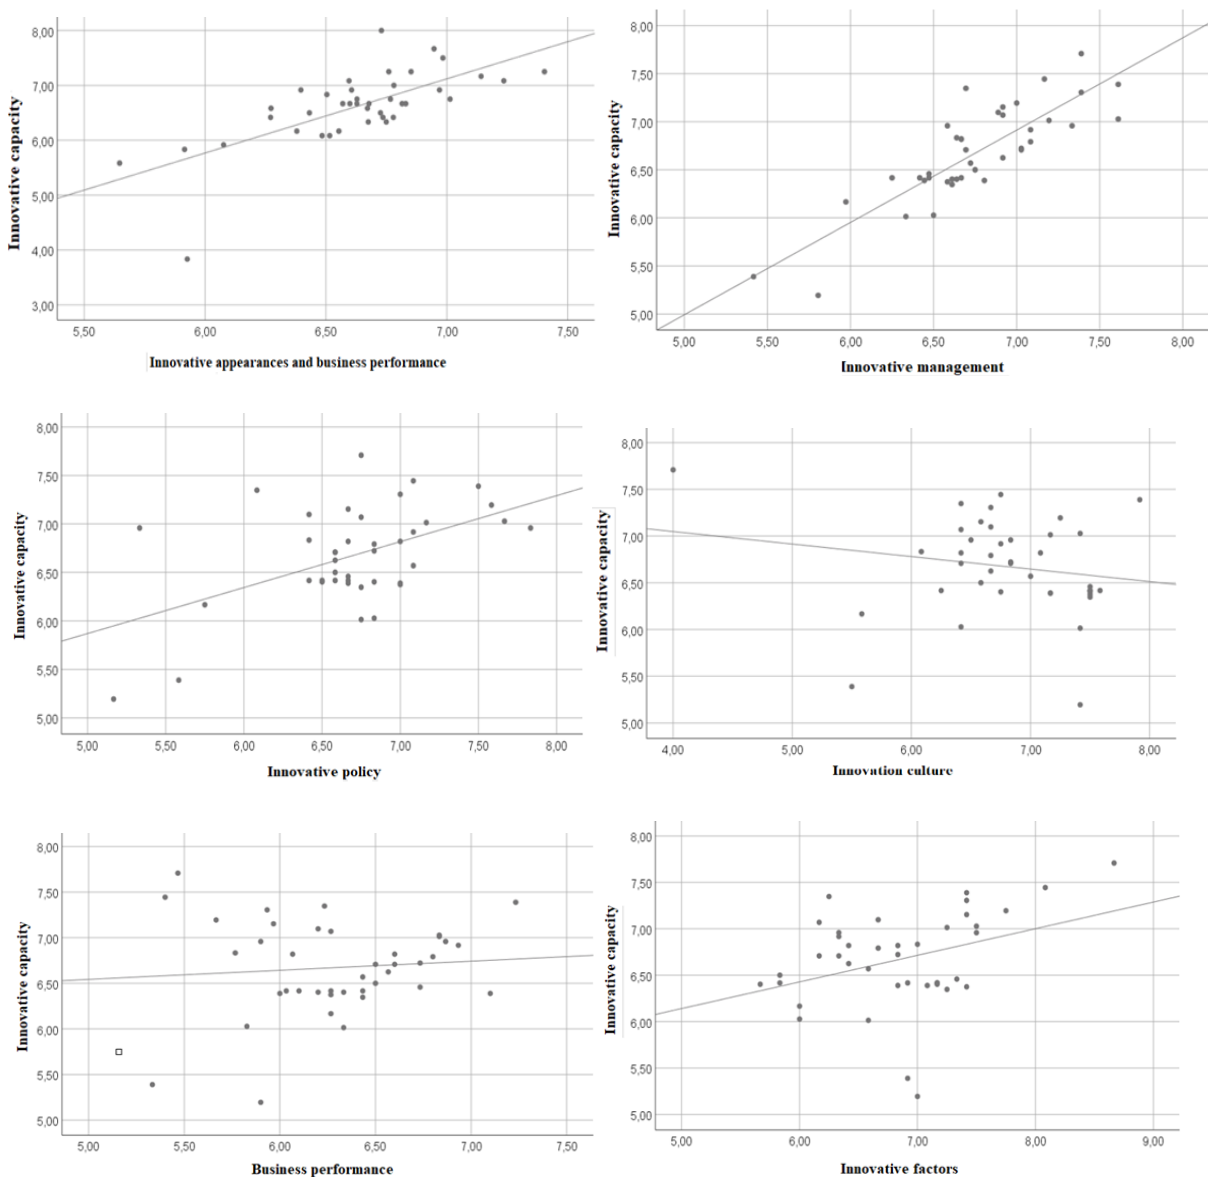 8,00
7,00
6,00
5,00
4,00
3,00
Innovative capacity
5,50 6,00 6,50 7,00 7,50
Innovative appearances and business performance
8,00
7,50
7,00
6,50
6,00
5,50
5,00
Innovative capacity
5,00 5,50 6,00 6,50 7,00 7,50 8,00
Innovative management
8,00
7,50
7,00
6,50
6,00
5,50
5,00
Innovative capacity
5,00 5,50 6,00 6,50 7,00 7,50 8,00
Innovative policy
8,00
7,50
7,00
6,50
6,00
5,50
5,00
Innovative capacity
4,00 5,00 6,00 7,00 8,00
Innovation culture
8,00
7,50
7,00
6,50
6,00
5,50
5,00
Innovative capacity
5,00 5,50 6,00 6,50 7,00 7,50
Business performance
8,00
7,50
7,00
6,50
6,00
5,50
5,00
Innovative capacity
5,00 6,00 7,00 8,00 9,00
Innovative factors